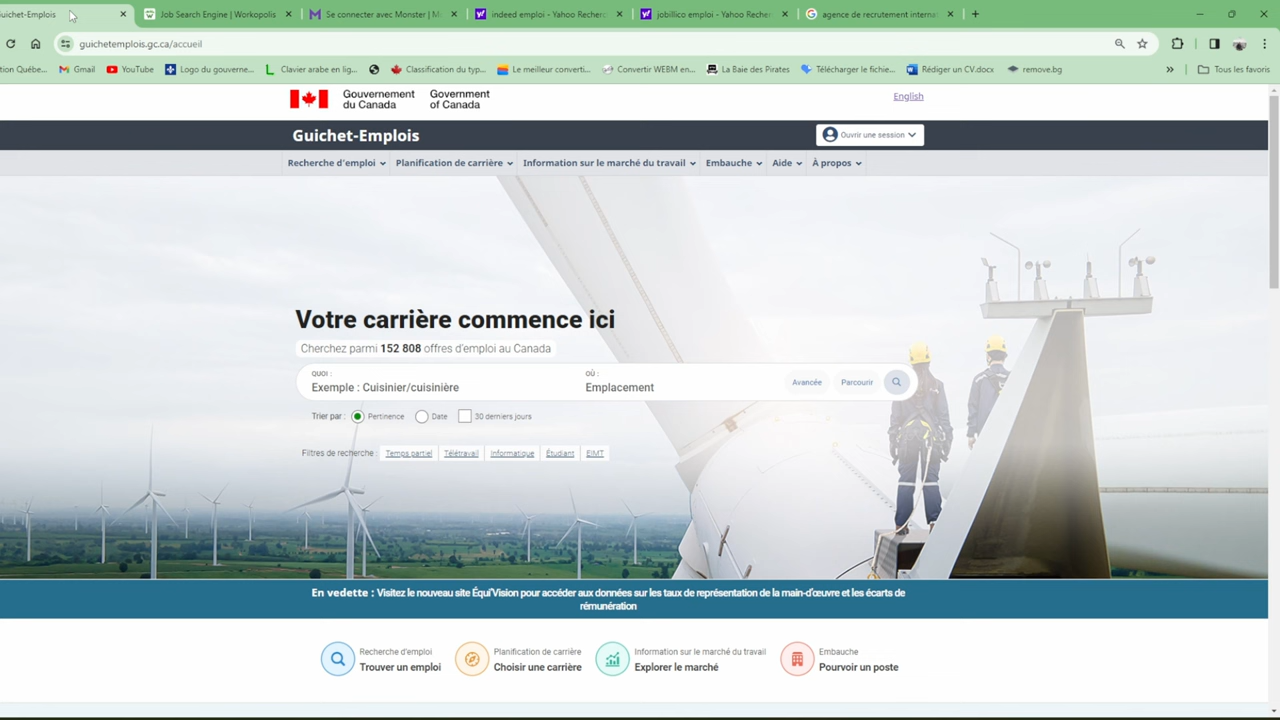 uichet-Emplois
Job Search Engine | Workopolis
Se connecter avec Monster | M
indeed emploi - Yahoo Recher
jobillico emploi - Yahoo Reche
agence de recrutement interna
guichetemplois.gc.ca/accueil
tion Québe...
Gmail
YouTube
Logo du gouverne...
Clavier arabe en lig...
Classification du typ...
Le meilleur converti...
Convertir WEBM en...
La Baie des Pirates
Télécharger le fichie...
Rédiger un CV.docx
remove.bg
Tous les favoris
Gouvernement du Canada
Government of Canada
English
Guichet-Emplois
Ouvrir une session
Recherche d'emploi
Planification de carrière
Information sur le marché du travail
Embauche
Aide
À propos
Votre carrière commence ici
Cherchez parmi 152 808 offres d'emploi au Canada
QUOI :
Exemple : Cuisinier/cuisinière
OÙ :
Emplacement
Avancée
Parcourir
Trier par :
Pertinence
Date
30 derniers jours
Filtres de recherche :
Temps partiel
Télétravail
Informatique
Étudiant
EIMT
En vedette : Visitez le nouveau site Équi'Vision pour accéder aux données sur les taux de représentation de la main-d'œuvre et les écarts de
rémunération
Recherche d'emploi
Trouver un emploi
Planification de carrière
Choisir une carrière
Information sur le marché du travail
Explorer le marché
Embauche
Pourvoir un poste